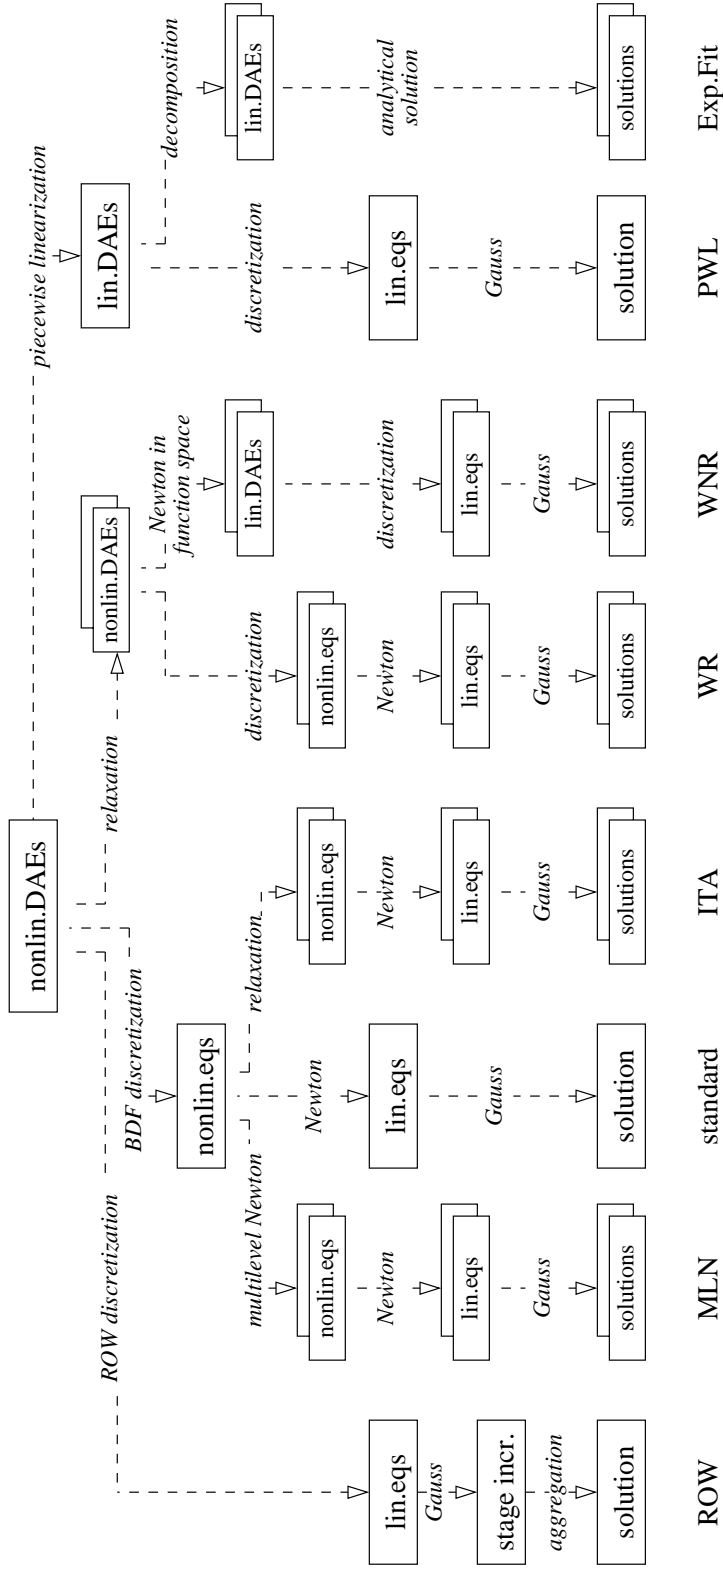 nonlin.DAEs
piecewise linearization
relaxation
BDF discretization
ROW discretization
nonlin.DAEs
lin.DAEs
Newton in
function space
decomposition
nonlin.eqs
lin.DAEs
lin.DAEs
multilevel Newton
Newton
relaxation
discretization
discretization
nonlin.eqs
nonlin.eqs
nonlin.eqs
lin.eqs
lin.eqs
Newton
Newton
Newton
discretization
lin.eqs
analytical
solution
Gauss
lin.eqs
lin.eqs
lin.eqs
lin.eqs
stage incr.
Gauss
Gauss
Gauss
Gauss
Gauss
Gauss
aggregation
solution
solutions
solution
solutions
solutions
solutions
solution
solutions
ROW
MLN
standard
ITA
WR
WNR
PWL
Exp.Fit